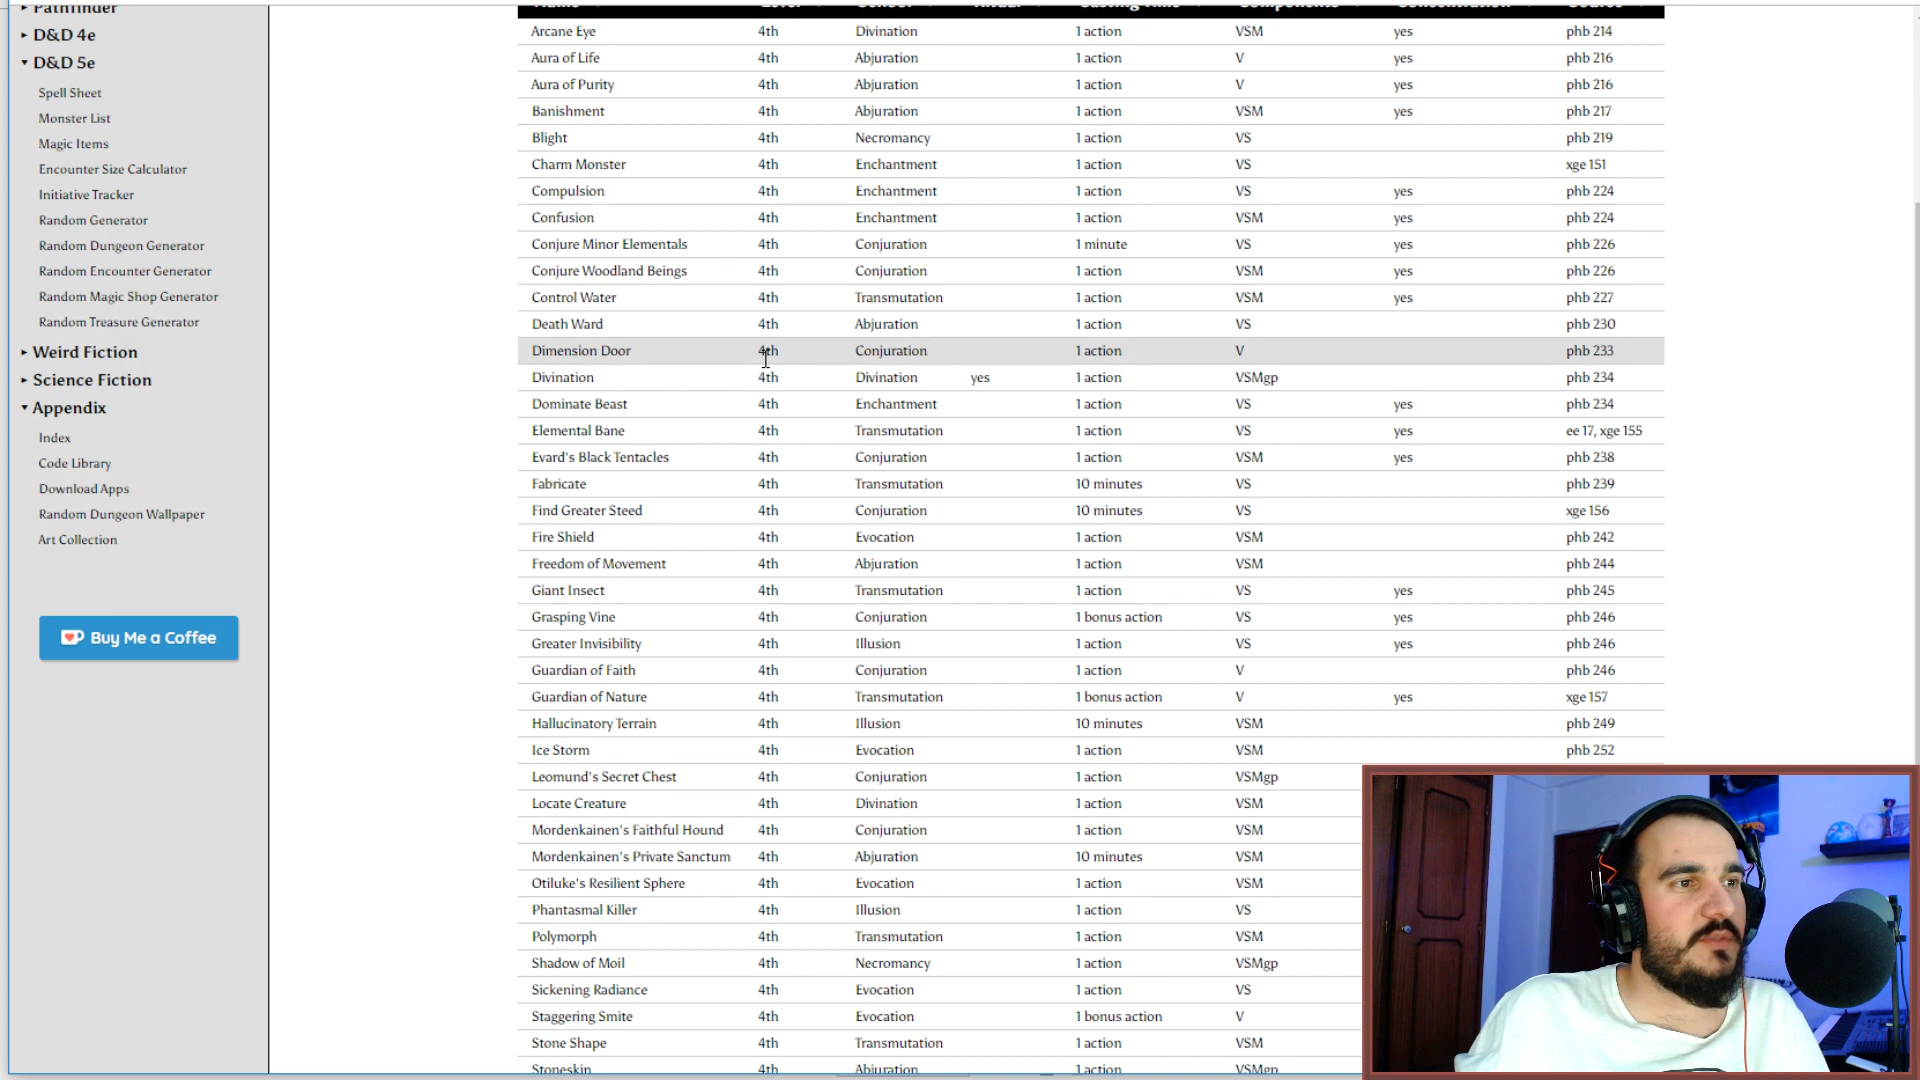 Pathfinder
D&D 4e
D&D 5e
Spell Sheet
Monster List
Magic Items
Encounter Size Calculator
Initiative Tracker
Random Generator
Random Dungeon Generator
Random Encounter Generator
Random Magic Shop Generator
Random Treasure Generator
Weird Fiction
Science Fiction
Appendix
Index
Code Library
Download Apps
Random Dungeon Wallpaper
Art Collection
Buy Me a Coffee
Arcane Eye 4th Divination 1 action VSM yes phb 214
Aura of Life 4th Abjuration 1 action V yes phb 216
Aura of Purity 4th Abjuration 1 action V yes phb 216
Banishment 4th Abjuration 1 action VSM yes phb 217
Blight 4th Necromancy 1 action VS phb 219
Charm Monster 4th Enchantment 1 action VS xge 151
Compulsion 4th Enchantment 1 action VS yes phb 224
Confusion 4th Enchantment 1 action VSM yes phb 224
Conjure Minor Elementals 4th Conjuration 1 minute VS yes phb 226
Conjure Woodland Beings 4th Conjuration 1 action VSM yes phb 226
Control Water 4th Transmutation 1 action VSM yes phb 227
Death Ward 4th Abjuration 1 action VS phb 230
Dimension Door 4th Conjuration 1 action V phb 233
Divination 4th Divination yes 1 action VSMgp phb 234
Dominate Beast 4th Enchantment 1 action VS yes phb 234
Elemental Bane 4th Transmutation 1 action VS yes ee 17, xge 155
Evard's Black Tentacles 4th Conjuration 1 action VSM yes phb 238
Fabricate 4th Transmutation 10 minutes VS phb 239
Find Greater Steed 4th Conjuration 10 minutes VS xge 156
Fire Shield 4th Evocation 1 action VSM phb 242
Freedom of Movement 4th Abjuration 1 action VSM phb 244
Giant Insect 4th Transmutation 1 action VS yes phb 245
Grasping Vine 4th Conjuration 1 bonus action VS yes phb 246
Greater Invisibility 4th Illusion 1 action VS yes phb 246
Guardian of Faith 4th Conjuration 1 action V phb 246
Guardian of Nature 4th Transmutation 1 bonus action V yes xge 157
Hallucinatory Terrain 4th Illusion 10 minutes VSM phb 249
Ice Storm 4th Evocation 1 action VSM phb 252
Leomund's Secret Chest 4th Conjuration 1 action VSMgp
Locate Creature 4th Divination 1 action VSM
Mordenkainen's Faithful Hound 4th Conjuration 1 action VSM
Mordenkainen's Private Sanctum 4th Abjuration 10 minutes VSM
Otiluke's Resilient Sphere 4th Evocation 1 action VSM
Phantasmal Killer 4th Illusion 1 action VS
Polymorph 4th Transmutation 1 action VSM
Shadow of Moil 4th Necromancy 1 action VSMgp
Sickening Radiance 4th Evocation 1 action VS
Staggering Smite 4th Evocation 1 bonus action V
Stone Shape 4th Transmutation 1 action VSM
Stoneskin 4th Abjuration 1 action VSMgp